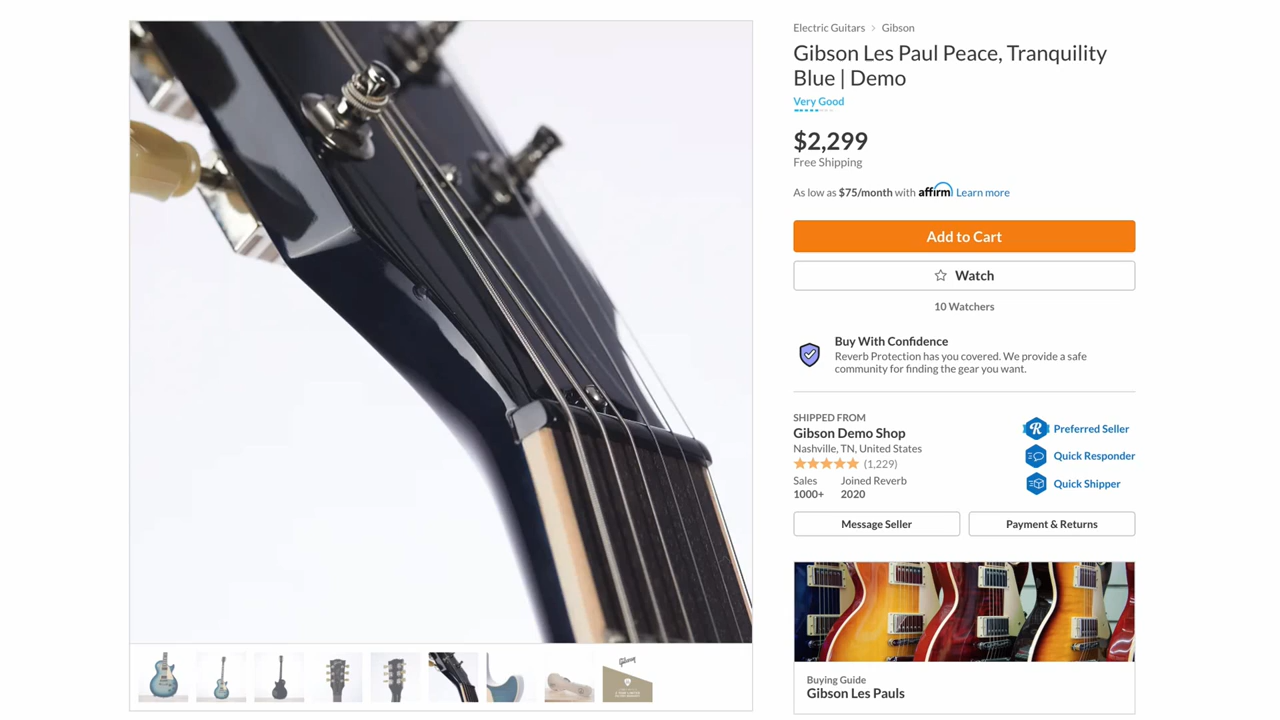 Electric Guitars > Gibson
Gibson Les Paul Peace, Tranquility
Blue | Demo
Very Good
$2,299
Free Shipping
As low as $75/month with affirm Learn more
Add to Cart
Watch
10 Watchers
Buy With Confidence
Reverb Protection has you covered. We provide a safe
community for finding the gear you want.
SHIPPED FROM
Gibson Demo Shop
Nashville, TN, United States
(1,229)
Sales Joined Reverb
1000+ 2020
Preferred Seller
Quick Responder
Quick Shipper
Message Seller
Payment & Returns
Buying Guide
Gibson Les Pauls
Gibson